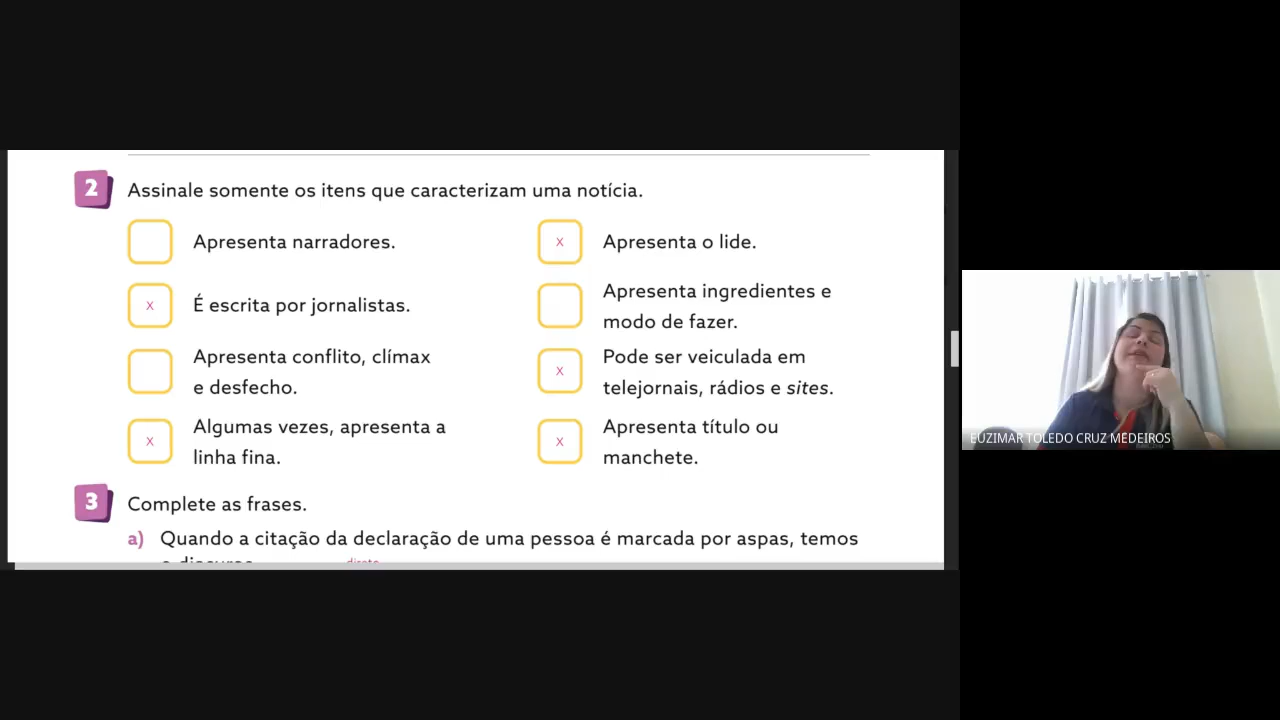 2 Assinale somente os itens que caracterizam uma notícia.
Apresenta narradores.
x É escrita por jornalistas.
Apresenta conflito, clímax
e desfecho.
x Algumas vezes, apresenta a
linha fina.
x Apresenta o lide.
Apresenta ingredientes e
modo de fazer.
x Pode ser veiculada em
telejornais, rádios e sites.
x Apresenta título ou
manchete.
3 Complete as frases.
a) Quando a citação da declaração de uma pessoa é marcada por aspas, temos
o discurso direto
EUZIMAR TOLEDO CRUZ MEDEIROS